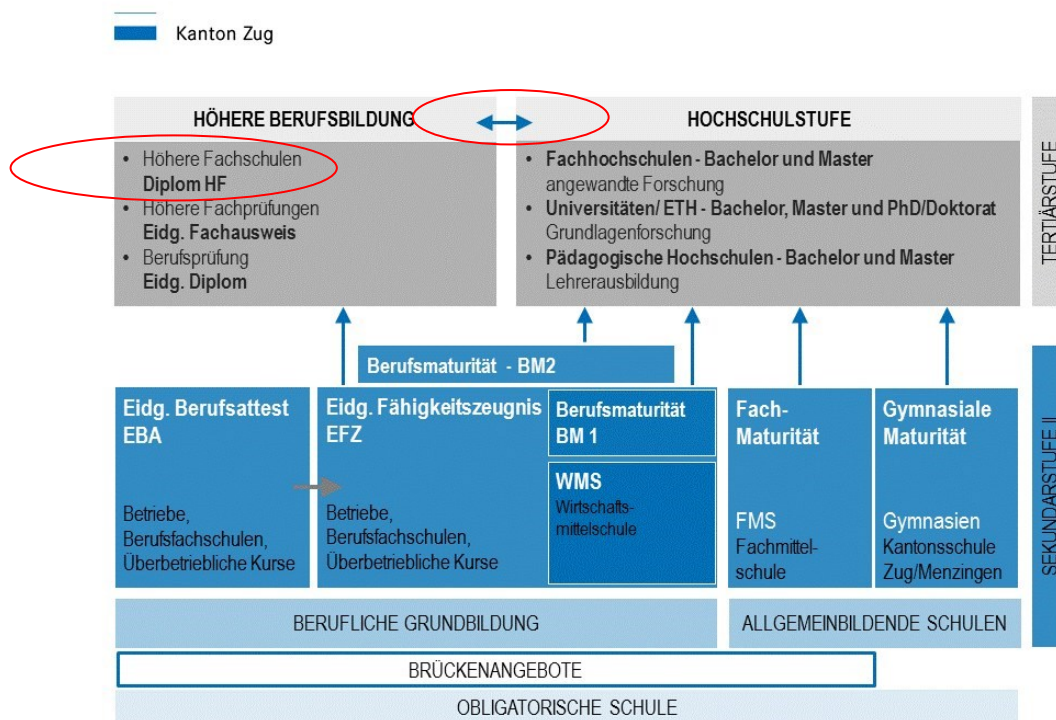 Kanton Zug
HÖHERE BERUFSBILDUNG
• Höhere Fachschulen
Diplom HF
• Höhere Fachprüfungen
Eidg. Fachausweis
• Berufsprüfung
Eidg. Diplom
HOCHSCHULSTUFE
• Fachhochschulen - Bachelor und Master
angewandte Forschung
• Universitäten/ ETH - Bachelor, Master und PhD/Doktorat
Grundlagenforschung
• Pädagogische Hochschulen - Bachelor und Master
Lehrerausbildung
TERTIÄRSTUFE
Berufsmaturität - BM2
Eidg. Berufsattest
EBA
Betriebe,
Berufsfachschulen,
Überbetriebliche Kurse
Eidg. Fähigkeitszeugnis
EFZ
Betriebe,
Berufsfachschulen,
Überbetriebliche Kurse
Berufsmaturität
BM 1
WMS
Wirtschafts-
mittelschule
Fach-
Maturität
FMS
Fachmittel-
schule
Gymnasiale
Maturität
Gymnasien
Kantonsschule
Zug/Menzingen
SEKUNDARSTUFE II
BERUFLICHE GRUNDBILDUNG
ALLGEMEINBILDENDE SCHULEN
BRÜCKENANGEBOTE
OBLIGATORISCHE SCHULE